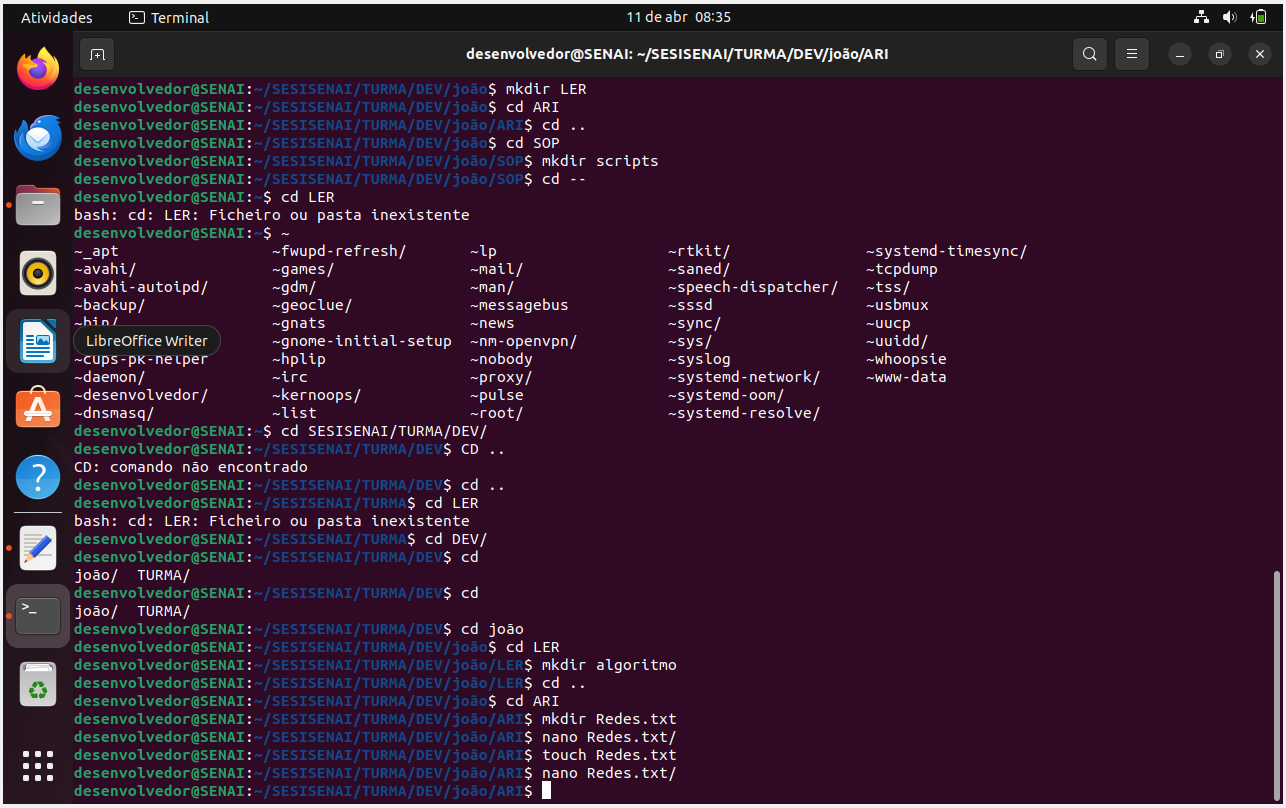 Atividades Terminal 11 de abr 08:35
desenvolvedor@SENAI: ~/SESISENAI/TURMA/DEV/joão/ARI
desenvolvedor@SENAI:~/SESISENAI/TURMA/DEV/joão$ mkdir LER
desenvolvedor@SENAI:~/SESISENAI/TURMA/DEV/joão$ cd ARI
desenvolvedor@SENAI:~/SESISENAI/TURMA/DEV/joão/ARI$ cd ..
desenvolvedor@SENAI:~/SESISENAI/TURMA/DEV/joão$ cd SOP
desenvolvedor@SENAI:~/SESISENAI/TURMA/DEV/joão/SOP$ mkdir scripts
desenvolvedor@SENAI:~/SESISENAI/TURMA/DEV/joão/SOP$ cd --
desenvolvedor@SENAI:~$ cd LER
bash: cd: LER: Ficheiro ou pasta inexistente
desenvolvedor@SENAI:~$ ~
~_apt ~fwupd-refresh/ ~lp ~rtkit/ ~systemd-timesync/
~avahi/ ~games/ ~mail/ ~saned/ ~tcpdump
~avahi-autoipd/ ~gdm/ ~man/ ~speech-dispatcher/ ~tss/
~backup/ ~geoclue/ ~messagebus ~sssd ~usbmux
~bin/ ~gnats ~news ~sync/ ~uucp
LibreOffice Writer ~gnome-initial-setup ~nm-openvpn/ ~sys/ ~uuidd/
~cups-pk-helper ~hplip ~nobody ~syslog ~whoopsie
~daemon/ ~irc ~proxy/ ~systemd-network/ ~www-data
~desenvolvedor/ ~kernoops/ ~pulse ~systemd-oom/
~dnsmasq/ ~list ~root/ ~systemd-resolve/
desenvolvedor@SENAI:~$ cd SESISENAI/TURMA/DEV/
desenvolvedor@SENAI:~/SESISENAI/TURMA/DEV$ CD ..
CD: comando não encontrado
desenvolvedor@SENAI:~/SESISENAI/TURMA/DEV$ cd ..
desenvolvedor@SENAI:~/SESISENAI/TURMA$ cd LER
bash: cd: LER: Ficheiro ou pasta inexistente
desenvolvedor@SENAI:~/SESISENAI/TURMA$ cd DEV/
desenvolvedor@SENAI:~/SESISENAI/TURMA/DEV$ cd
joão/ TURMA/
desenvolvedor@SENAI:~/SESISENAI/TURMA/DEV$ cd
joão/ TURMA/
desenvolvedor@SENAI:~/SESISENAI/TURMA/DEV$ cd joão
desenvolvedor@SENAI:~/SESISENAI/TURMA/DEV/joão$ cd LER
desenvolvedor@SENAI:~/SESISENAI/TURMA/DEV/joão/LER$ mkdir algoritmo
desenvolvedor@SENAI:~/SESISENAI/TURMA/DEV/joão/LER$ cd ..
desenvolvedor@SENAI:~/SESISENAI/TURMA/DEV/joão$ cd ARI
desenvolvedor@SENAI:~/SESISENAI/TURMA/DEV/joão/ARI$ mkdir Redes.txt
desenvolvedor@SENAI:~/SESISENAI/TURMA/DEV/joão/ARI$ nano Redes.txt/
desenvolvedor@SENAI:~/SESISENAI/TURMA/DEV/joão/ARI$ touch Redes.txt
desenvolvedor@SENAI:~/SESISENAI/TURMA/DEV/joão/ARI$ nano Redes.txt/
desenvolvedor@SENAI:~/SESISENAI/TURMA/DEV/joão/ARI$